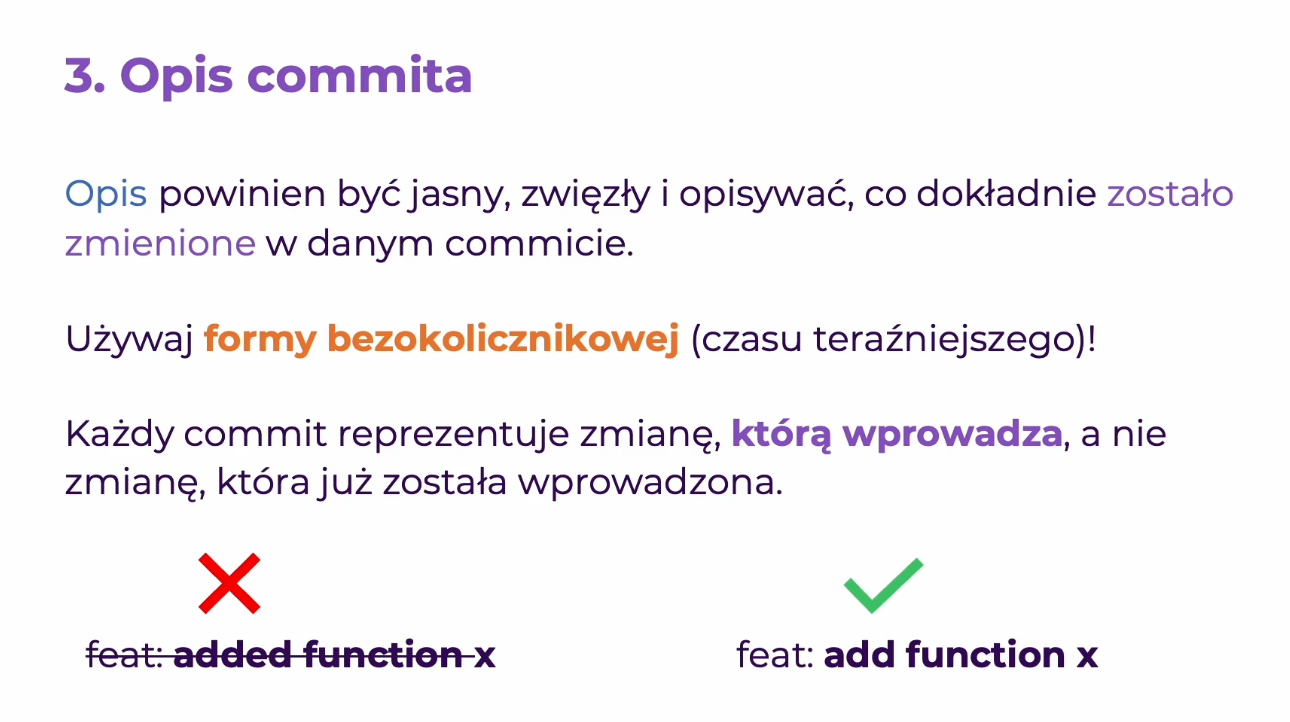 3. Opis commita
Opis powinien być jasny, zwięzły i opisywać, co dokładnie zostało
zmienione w danym commicie.
Używaj formy bezokolicznikowej (czasu teraźniejszego)!
Każdy commit reprezentuje zmianę, którą wprowadza, a nie
zmianę, która już została wprowadzona.
feat: added function x
feat: add function x